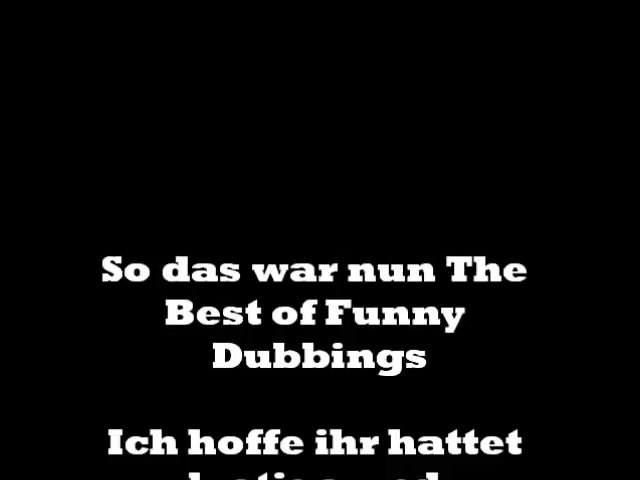 So das war nun The
Best of Funny
Dubbings
Ich hoffe ihr hattet